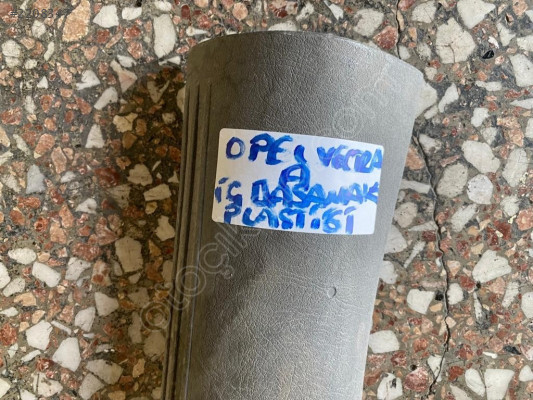 OPEL VECTRA
A
İÇ BASAMAK
PLASTİĞİ